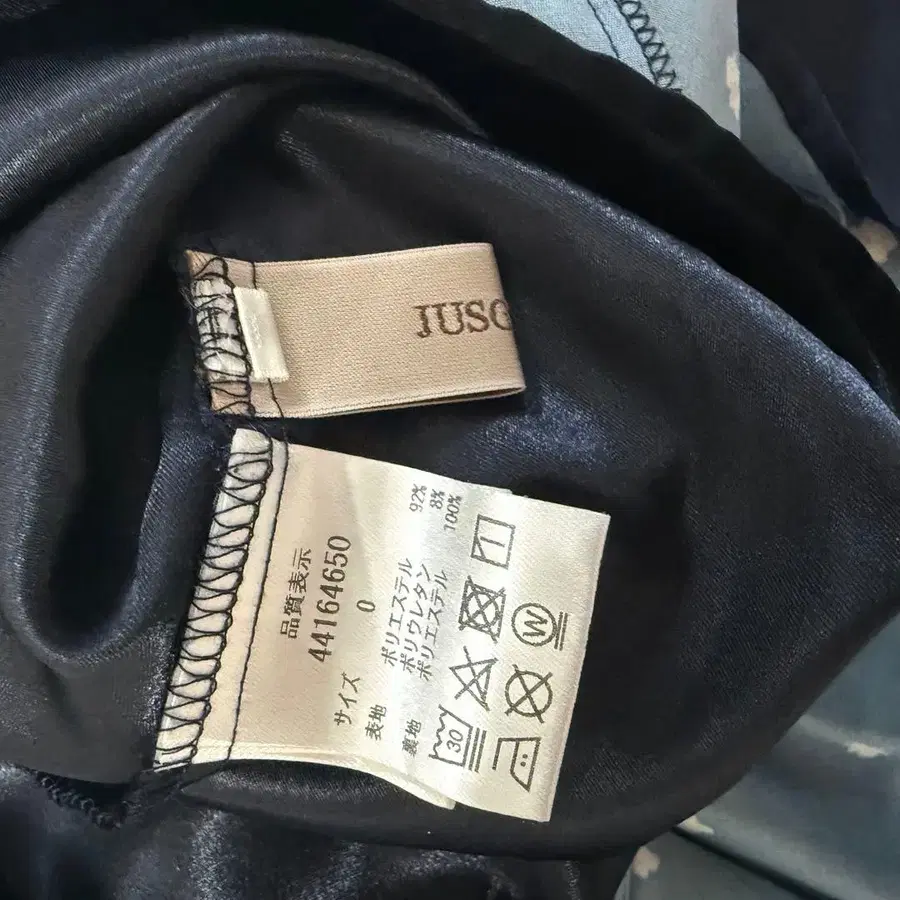 JUSG
品質表示
44164650
サイズ 0
表地 ポリエステル 92%
ポリウレタン 8%
裏地 ポリエステル 100%
30
W